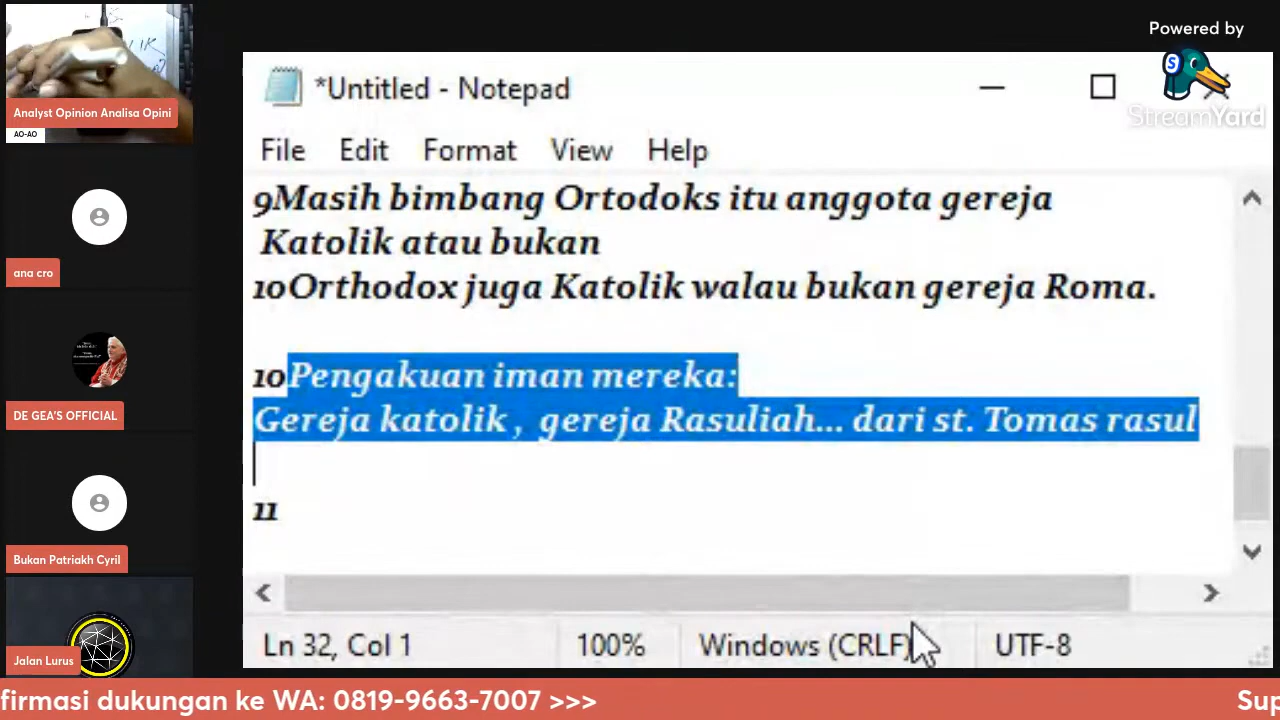 Powered by
StreamYard
*Untitled - Notepad
File Edit Format View Help
9Masih bimbang Ortodoks itu anggota gereja
Katolik atau bukan
10Orthodox juga Katolik walau bukan gereja Roma.
10Pengakuan iman mereka:
Gereja katolik , gereja Rasuliah... dari st. Tomas rasul
11
Ln 32, Col 1 100% Windows (CRLF) UTF-8
Analyst Opinion Analisa Opini
AO-AO
ana cro
DE GEA'S OFFICIAL
Bukan Patriakh Cyril
Jalan Lurus
firmasi dukungan ke WA: 0819-9663-7007 >>> Sup